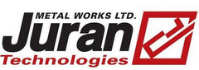 METAL WORKS LTD.
Juran
Technologies